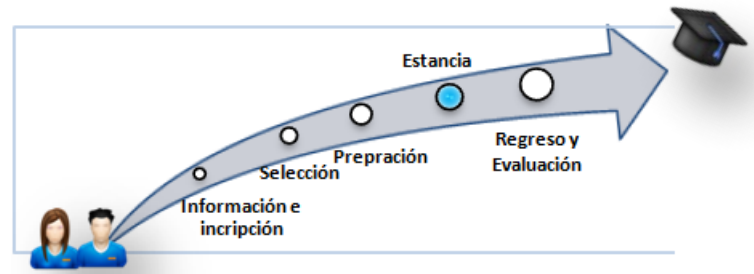 Estancia
Regreso y
Evaluación
Prepración
Selección
Información e
incripción